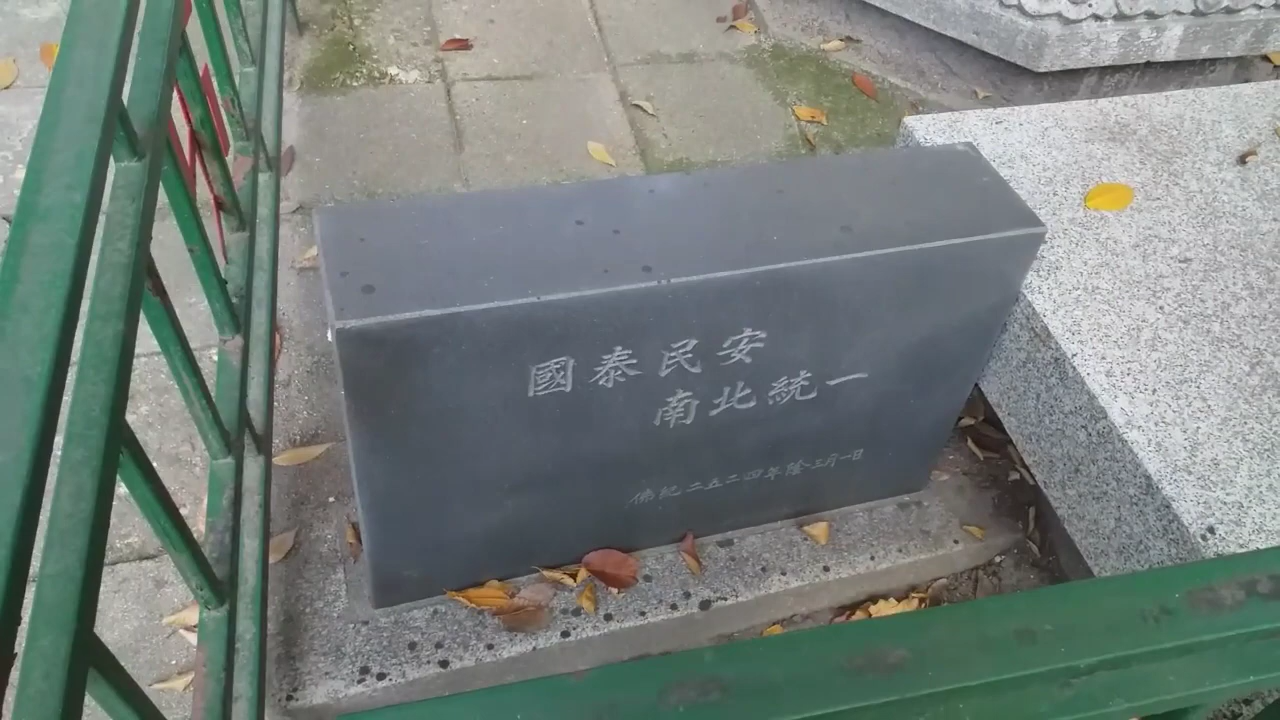 國泰民安
南北統一
佛紀二五二四年陰三月一日